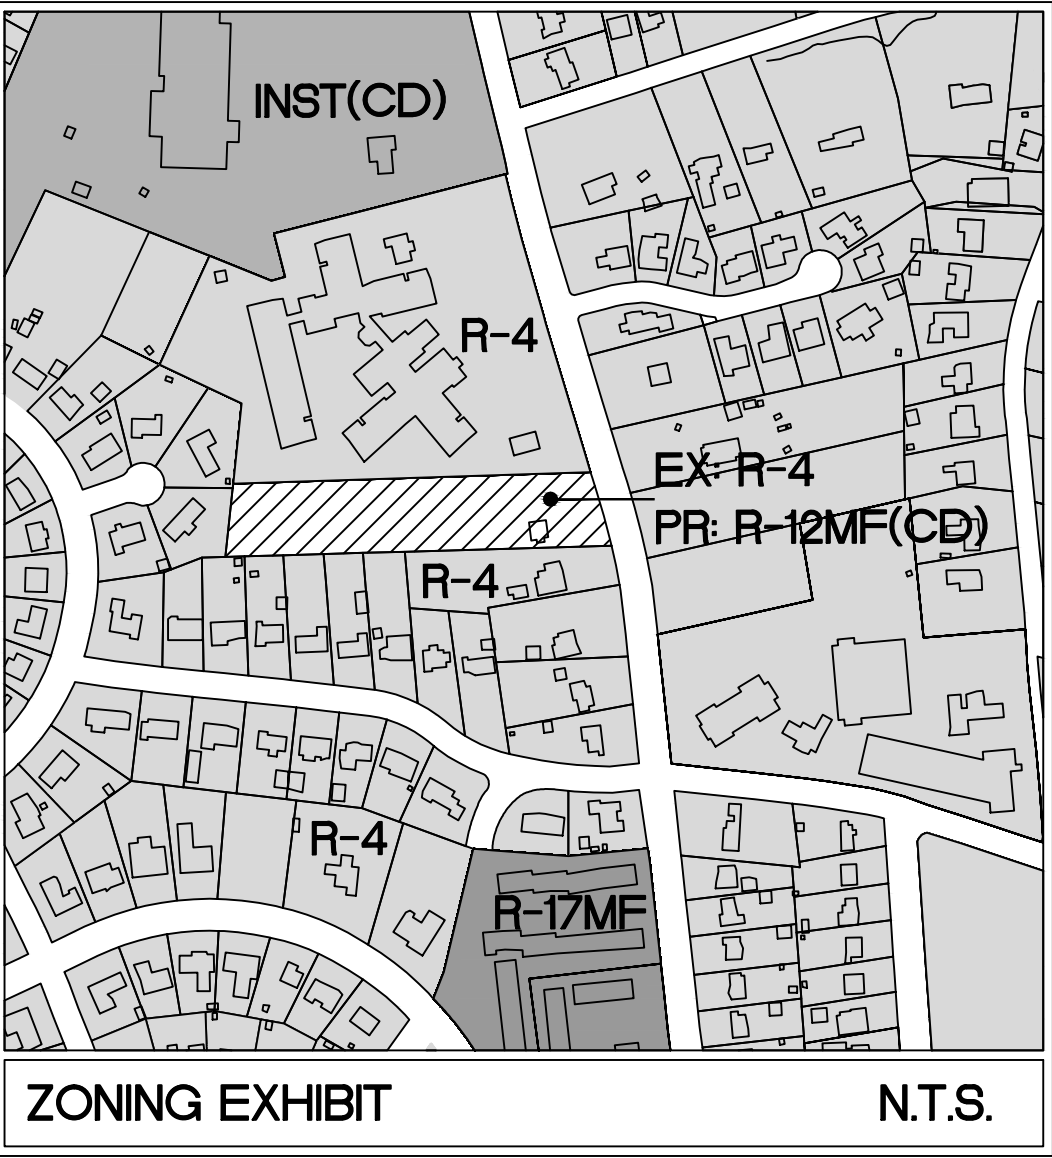 INST(CD)
R-4
EX: R-4
PR: R-12MF(CD)
R-4
R-4
R-17MF
ZONING EXHIBIT
N.T.S.